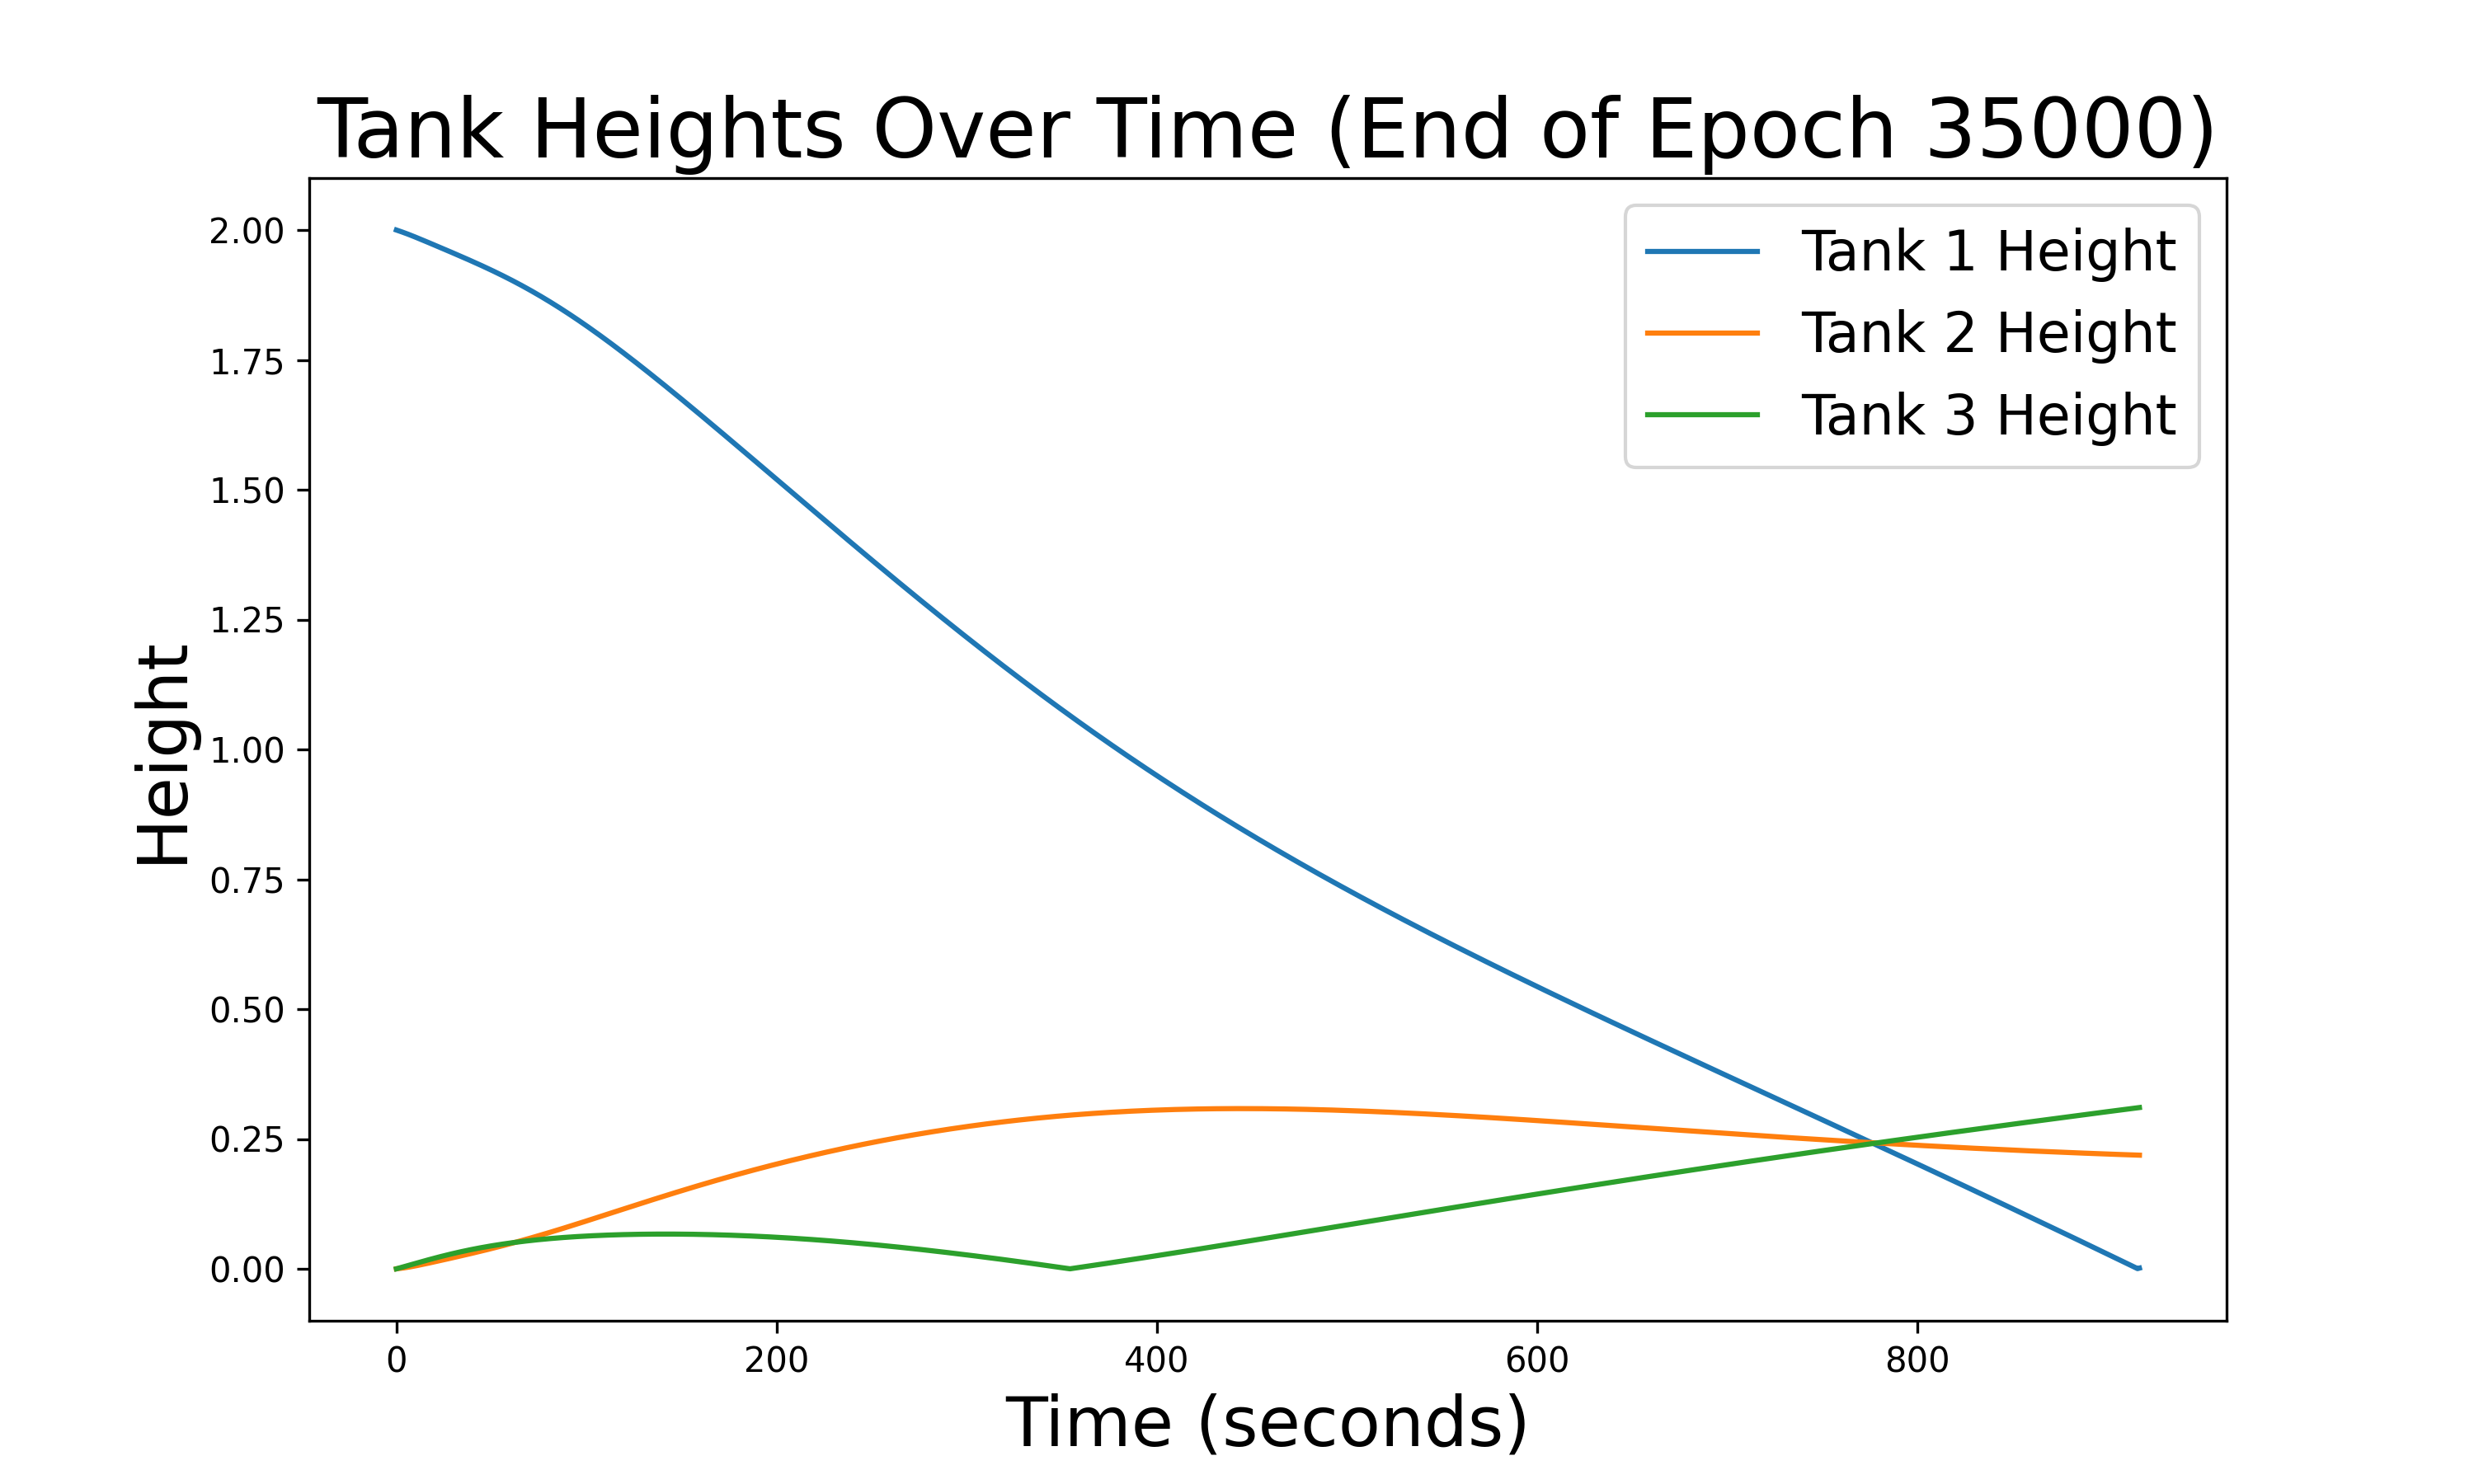 Tank Heights Over Time (End of Epoch 35000)
Tank 1 Height
Tank 2 Height
Tank 3 Height
Height
2.00
1.75
1.50
1.25
1.00
0.75
0.50
0.25
0.00
0 200 400 600 800
Time (seconds)